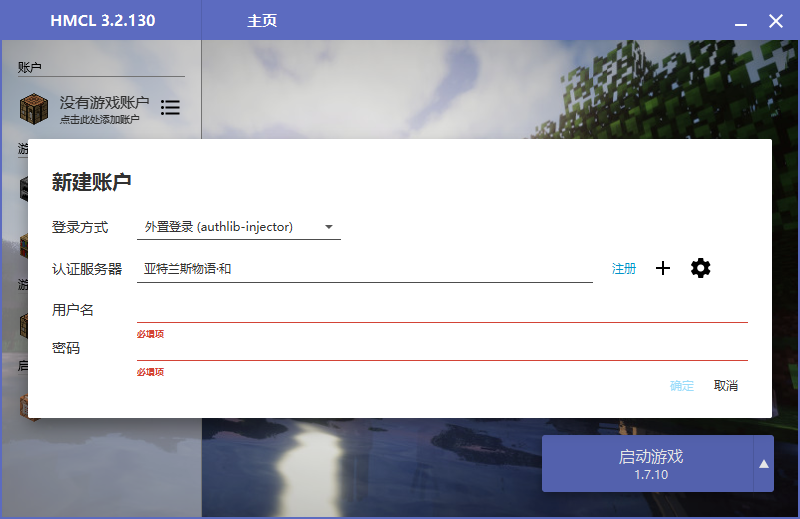 HMCL 3.2.130
主页
账户
没有游戏账户
点击此处添加账户
游
新建账户
登录方式
外置登录 (authlib-injector)
认证服务器
亚特兰斯物语·和
注册
游
用户名
必填项
密码
必填项
启
确定
取消
启动游戏
1.7.10